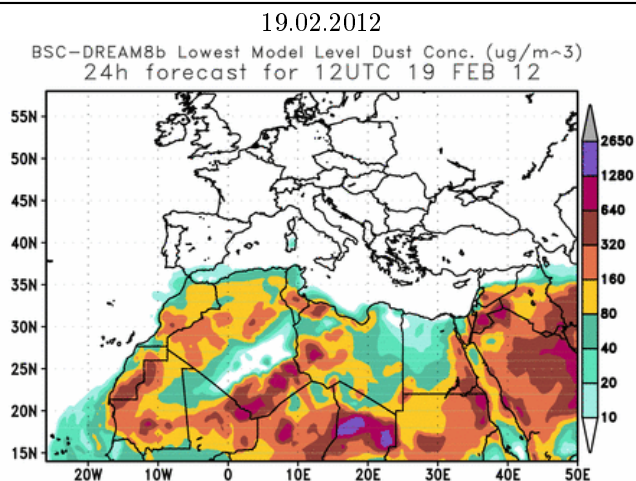 19.02.2012
BSC-DREAM8b Lowest Model Level Dust Conc. (ug/m^3)
24h forecast for 12UTC 19 FEB 12
55N
50N
45N
40N
35N
30N
25N
20N
15N
20W 10W 0 10E 20E 30E 40E 50E
2650
1280
640
320
160
80
40
20
10